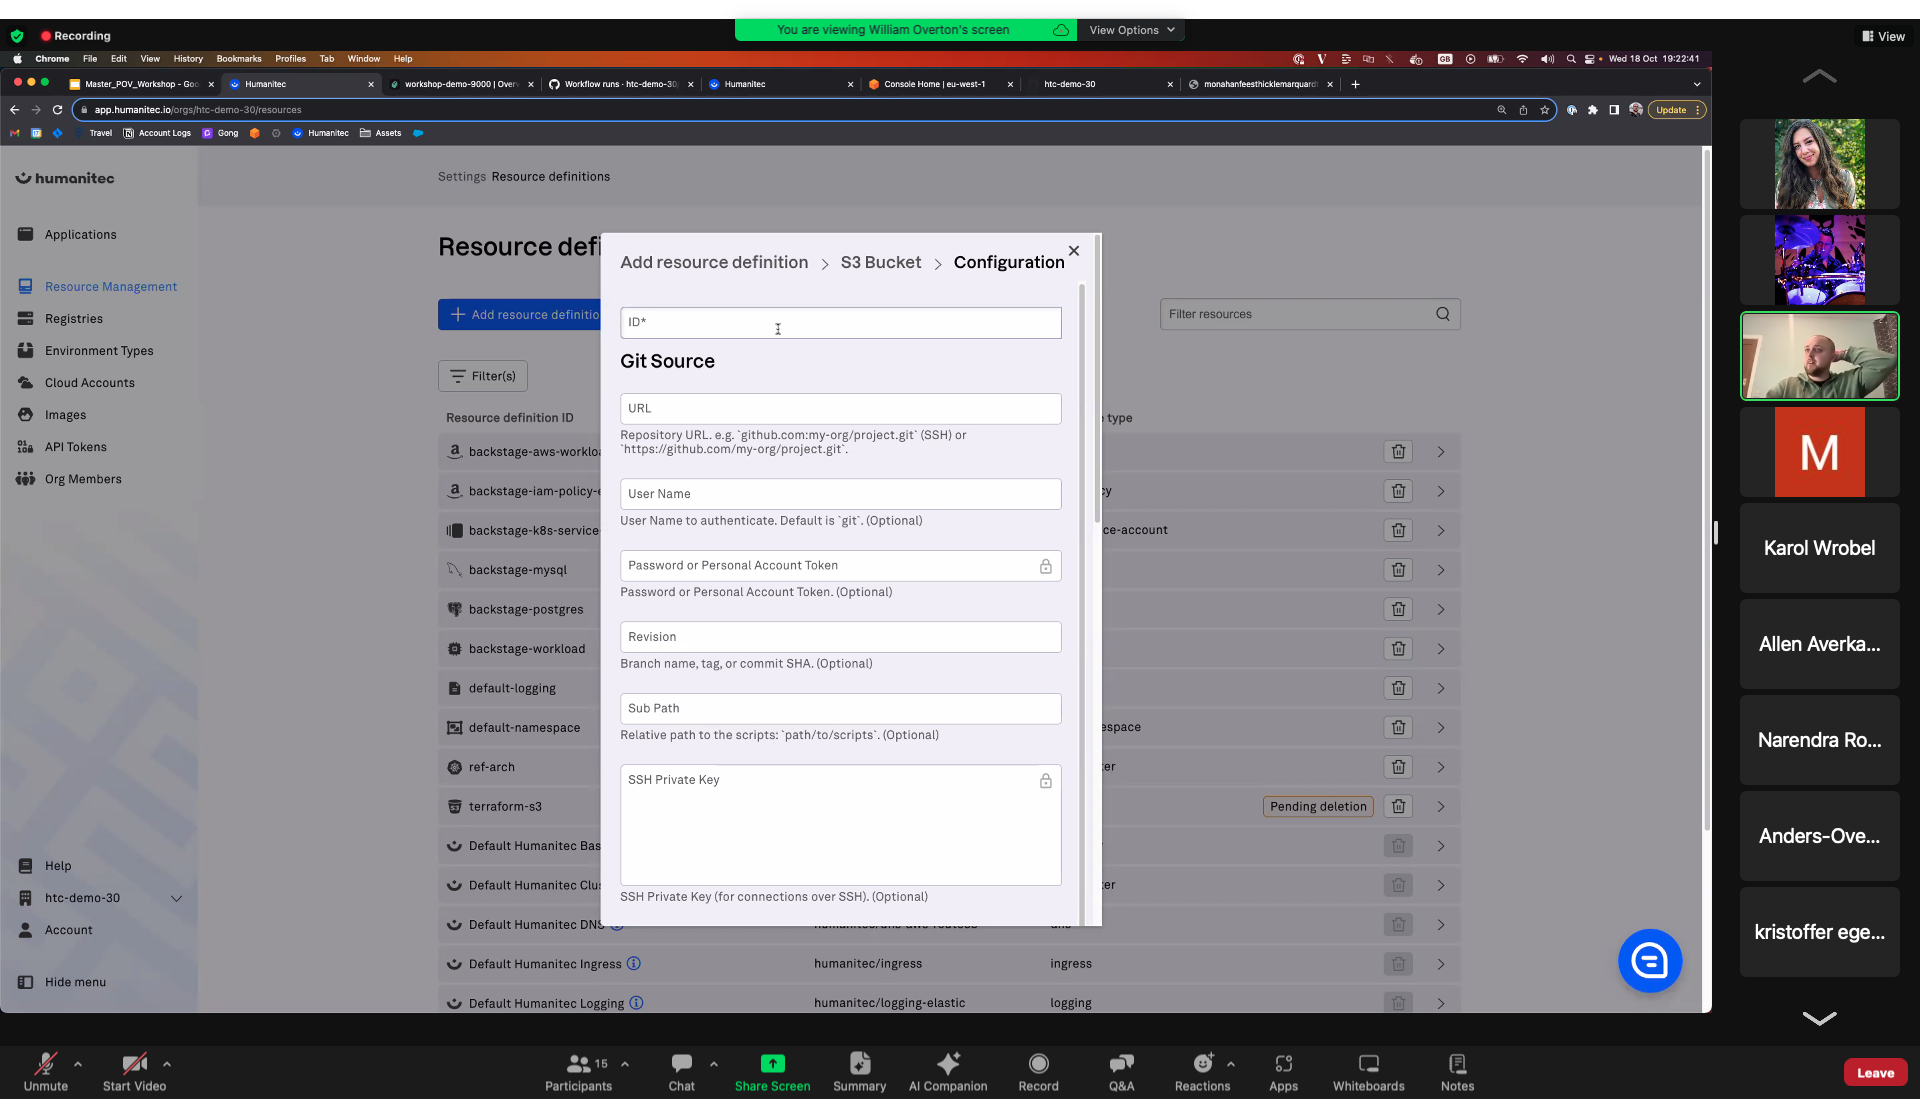 You are viewing William Overton's screen
View Options
Recording
View
Chrome File Edit View History Bookmarks Profiles Tab Window Help
GB
Wed 18 Oct 19:22:41
Master_POV_Workshop - Goo
Humanitec
workshop-demo-9000 | Over
Workflow runs · htc-demo-30
Humanitec
Console Home | eu-west-1
htc-demo-30
monahanfeesthicklemarquard
app.humanitec.io/orgs/htc-demo-30/resources
Update
Travel
Account Logs
Gong
Humanitec
Assets
humanitec
Settings Resource definitions
Applications
Resource Management
Registries
Environment Types
Cloud Accounts
Images
API Tokens
Org Members
Help
htc-demo-30
Account
Hide menu
Resource defi
Add resource definitio
Filter resources
Filter(s)
Resource definition ID
type
backstage-aws-workloa
backstage-iam-policy-e
cy
backstage-k8s-service-
ce-account
backstage-mysql
backstage-postgres
backstage-workload
default-logging
default-namespace
espace
ref-arch
ter
terraform-s3
Pending deletion
Default Humanitec Bas
Default Humanitec Clus
ter
Default Humanitec DNS
Default Humanitec Ingress
humanitec/ingress
ingress
Default Humanitec Logging
humanitec/logging-elastic
logging
Add resource definition > S3 Bucket > Configuration
ID*
Git Source
URL
Repository URL. e.g. `github.com:my-org/project.git` (SSH) or
`https://github.com/my-org/project.git`.
User Name
User Name to authenticate. Default is `git`. (Optional)
Password or Personal Account Token
Password or Personal Account Token. (Optional)
Revision
Branch name, tag, or commit SHA. (Optional)
Sub Path
Relative path to the scripts: `path/to/scripts`. (Optional)
SSH Private Key
SSH Private Key (for connections over SSH). (Optional)
M
Karol Wrobel
Allen Averka...
Narendra Ro...
Anders-Ove...
kristoffer ege...
Unmute
Start Video
15
Participants
Chat
Share Screen
Summary
AI Companion
Record
Q&A
Reactions
Apps
Whiteboards
Notes
Leave